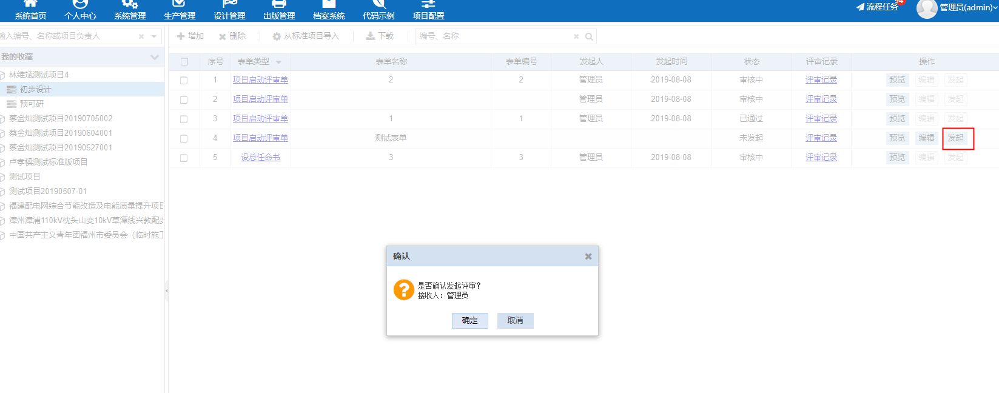 系统首页 个人中心 系统管理 生产管理 设计管理 出版管理 档案系统 代码示例 项目配置 流程任务 94 管理员(admin)
输入编号、名称或项目负责人 增加 删除 从标准项目导入 下载 编号、名称
我的收藏
林维斌测试项目4
初步设计
预可研
蔡金灿测试项目20190705002
蔡金灿测试项目20190604001
蔡金灿测试项目20190527001
卢孝樑测试标准版项目
测试项目
测试项目20190507-01
福建配电网综合节能改造及电能质量提升项目
漳州漳浦110kV枕头山变10kV草潭线兴教配
中国共产主义青年团福州市委员会（临时施工
序号 表单类型 表单名称 表单编号 发起人 发起时间 状态 评审记录 操作
1 项目启动评审单 2 2 管理员 2019-08-08 审核中 评审记录 预览 编辑 发起
2 项目启动评审单 管理员 2019-08-08 审核中 评审记录 预览 编辑 发起
3 项目启动评审单 1 1 管理员 2019-08-08 已通过 评审记录 预览 编辑 发起
4 项目启动评审单 测试表单 未发起 评审记录 预览 编辑 发起
5 设总任命书 3 3 管理员 2019-08-08 审核中 评审记录 预览 编辑 发起
确认
是否确认发起评审?
接收人：管理员
确定 取消